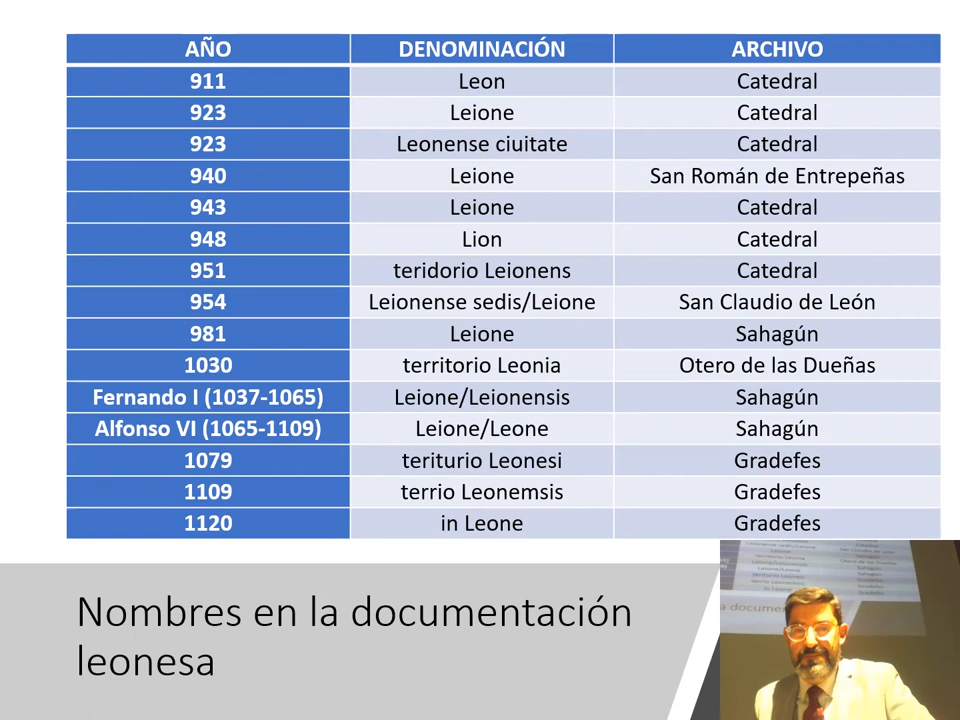 AÑO DENOMINACIÓN ARCHIVO
911 Leon Catedral
923 Leione Catedral
923 Leonense ciuitate Catedral
940 Leione San Román de Entrepeñas
943 Leione Catedral
948 Lion Catedral
951 teridorio Leionens Catedral
954 Leionense sedis/Leione San Claudio de León
981 Leione Sahagún
1030 territorio Leonia Otero de las Dueñas
Fernando I (1037-1065) Leione/Leionensis Sahagún
Alfonso VI (1065-1109) Leione/Leone Sahagún
1079 teriturio Leonesi Gradefes
1109 terrio Leonemsis Gradefes
1120 in Leone Gradefes
Nombres en la documentación
leonesa